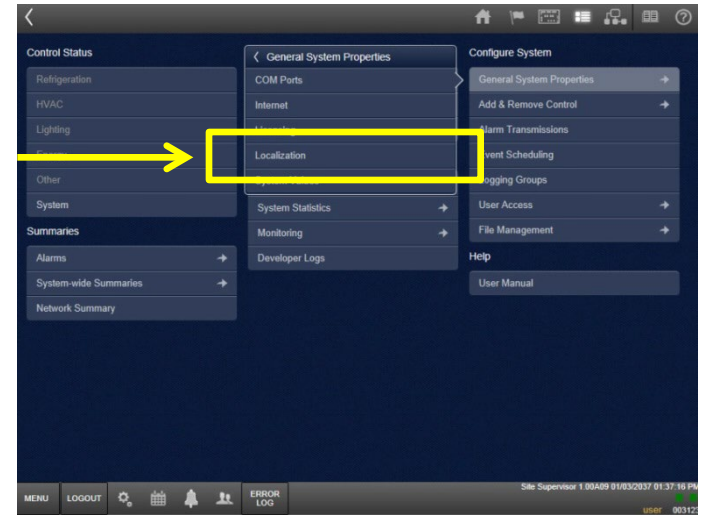 Control Status
Refrigeration
HVAC
Lighting
Energy
Other
System
Summaries
Alarms
System-wide Summaries
Network Summary
General System Properties
COM Ports
Internet
Localization
System Statistics
Monitoring
Developer Logs
Configure System
General System Properties
Add & Remove Control
Alarm Transmissions
Event Scheduling
Logging Groups
User Access
File Management
Help
User Manual
MENU
LOGOUT
ERROR
LOG
Site Supervisor 1.00A09 01/03/2037 01:37:16 PM
user 003123